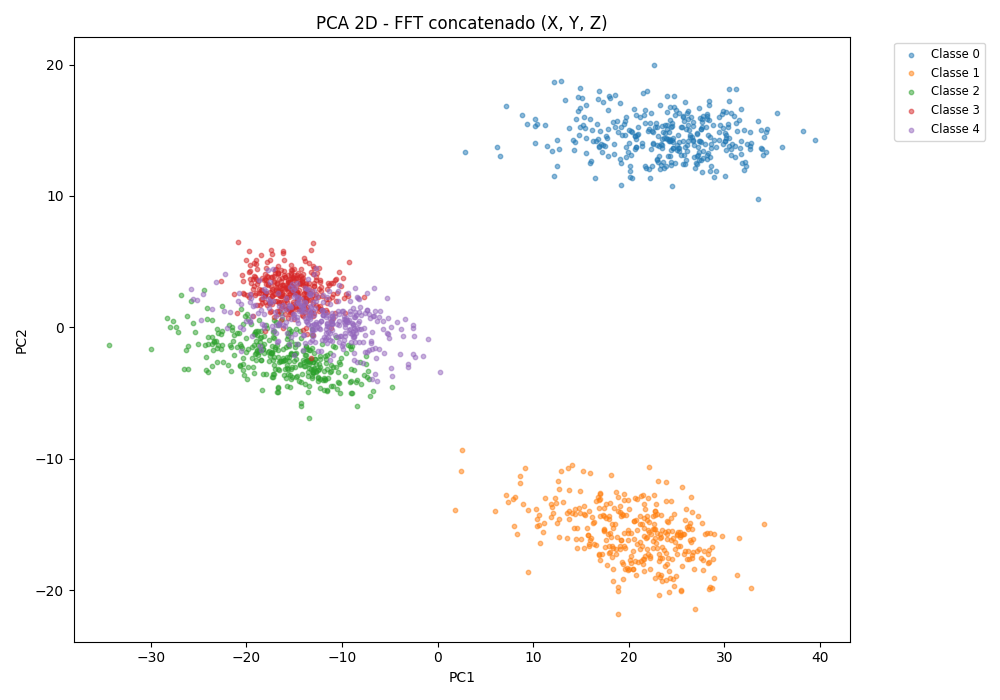 PCA 2D - FFT concatenado (X, Y, Z)
Classe 0
Classe 1
Classe 2
Classe 3
Classe 4
20
10
0
−10
−20
PC2
−30 −20 −10 0 10 20 30 40
PC1